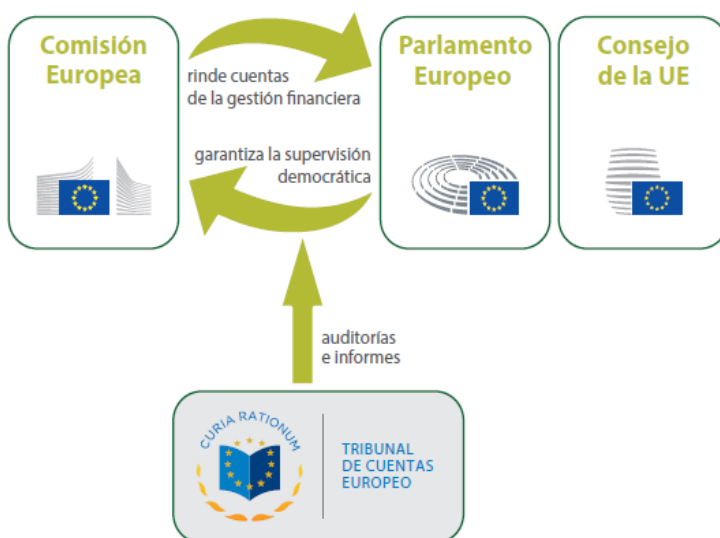 Comisión
Europea
rinde cuentas
de la gestión financiera
garantiza la supervisión
democrática
Parlamento
Europeo
Consejo
de la UE
auditorías
e informes
CURIA RATIONUM
TRIBUNAL
DE CUENTAS
EUROPEO